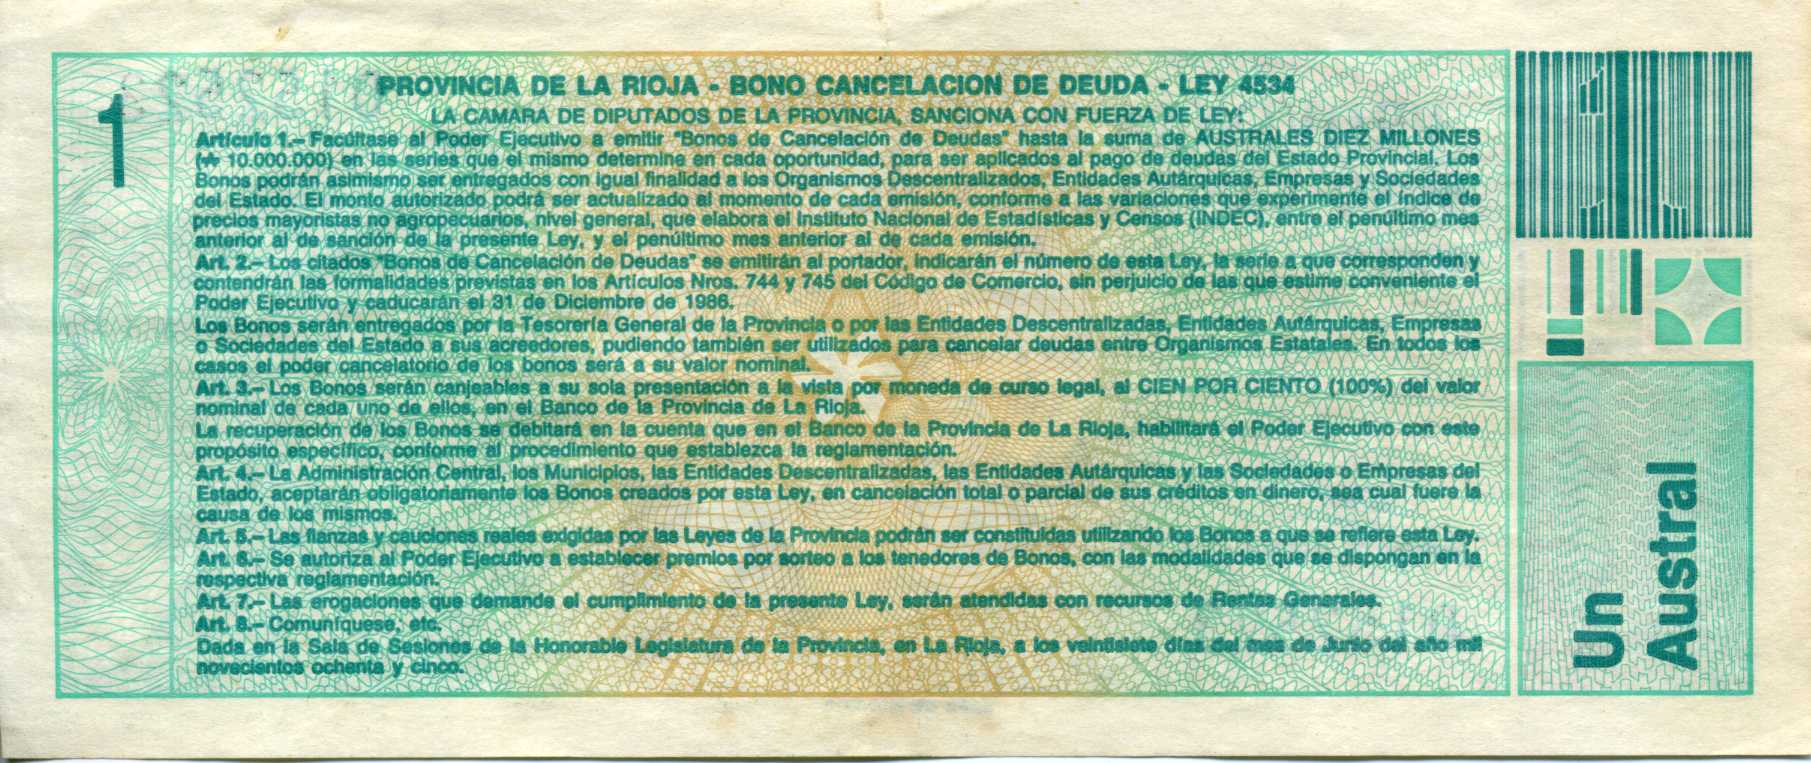 1
PROVINCIA DE LA RIOJA - BONO CANCELACION DE DEUDA - LEY 4534
LA CAMARA DE DIPUTADOS DE LA PROVINCIA, SANCIONA CON FUERZA DE LEY:
Artículo 1.- Facúltase al Poder Ejecutivo a emitir "Bonos de Cancelación de Deudas" hasta la suma de AUSTRALES DIEZ MILLONES
(₳ 10.000.000) en las series que el mismo determine en cada oportunidad, para ser aplicados al pago de deudas del Estado Provincial. Los
Bonos podrán asimismo ser entregados con igual finalidad a los Organismos Descentralizados, Entidades Autárquicas, Empresas y Sociedades
del Estado. El monto autorizado podrá ser actualizado al momento de cada emisión, conforme a las variaciones que experimente el índice de
precios mayoristas no agropecuarios, nivel general, que elabora el Instituto Nacional de Estadísticas y Censos (INDEC), entre el penúltimo mes
anterior al de sanción de la presente Ley, y el penúltimo mes anterior al de cada emisión.
Art. 2.- Los citados "Bonos de Cancelación de Deudas" se emitirán al portador, indicarán el número de esta Ley, la serie a que corresponden y
contendrán las formalidades previstas en los Artículos Nros. 744 y 745 del Código de Comercio, sin perjuicio de las que estime conveniente el
Poder Ejecutivo y caducarán el 31 de Diciembre de 1986.
Los Bonos serán entregados por la Tesorería General de la Provincia o por las Entidades Descentralizadas, Entidades Autárquicas, Empresas
o Sociedades del Estado a sus acreedores, pudiendo también ser utilizados para cancelar deudas entre Organismos Estatales. En todos los
casos el poder cancelatorio de los bonos será a su valor nominal.
Art. 3.- Los Bonos serán canjeables a su sola presentación a la vista por moneda de curso legal, al CIEN POR CIENTO (100%) del valor
nominal de cada uno de ellos, en el Banco de la Provincia de La Rioja.
La recuperación de los Bonos se debitará en la cuenta que en el Banco de la Provincia de La Rioja, habilitará el Poder Ejecutivo con este
propósito específico, conforme al procedimiento que establezca la reglamentación.
Art. 4.- La Administración Central, los Municipios, las Entidades Descentralizadas, las Entidades Autárquicas y las Sociedades o Empresas del
Estado, aceptarán obligatoriamente los Bonos creados por esta Ley, en cancelación total o parcial de sus créditos en dinero, sea cual fuere la
causa de los mismos.
Art. 5.- Las fianzas y cauciones reales exigidas por las Leyes de la Provincia podrán ser constituidas utilizando los Bonos a que se refiere esta Ley.
Art. 6.- Se autoriza al Poder Ejecutivo a establecer premios por sorteo a los tenedores de Bonos, con las modalidades que se dispongan en la
respectiva reglamentación.
Art. 7.- Las erogaciones que demande el cumplimiento de la presente Ley, serán atendidas con recursos de Rentas Generales.
Art. 8.- Comuníquese, etc.
Dada en la Sala de Sesiones de la Honorable Legislatura de la Provincia, en La Rioja, a los veintisiete días del mes de Junio del año mil
novecientos ochenta y cinco.
1
Un
Austral